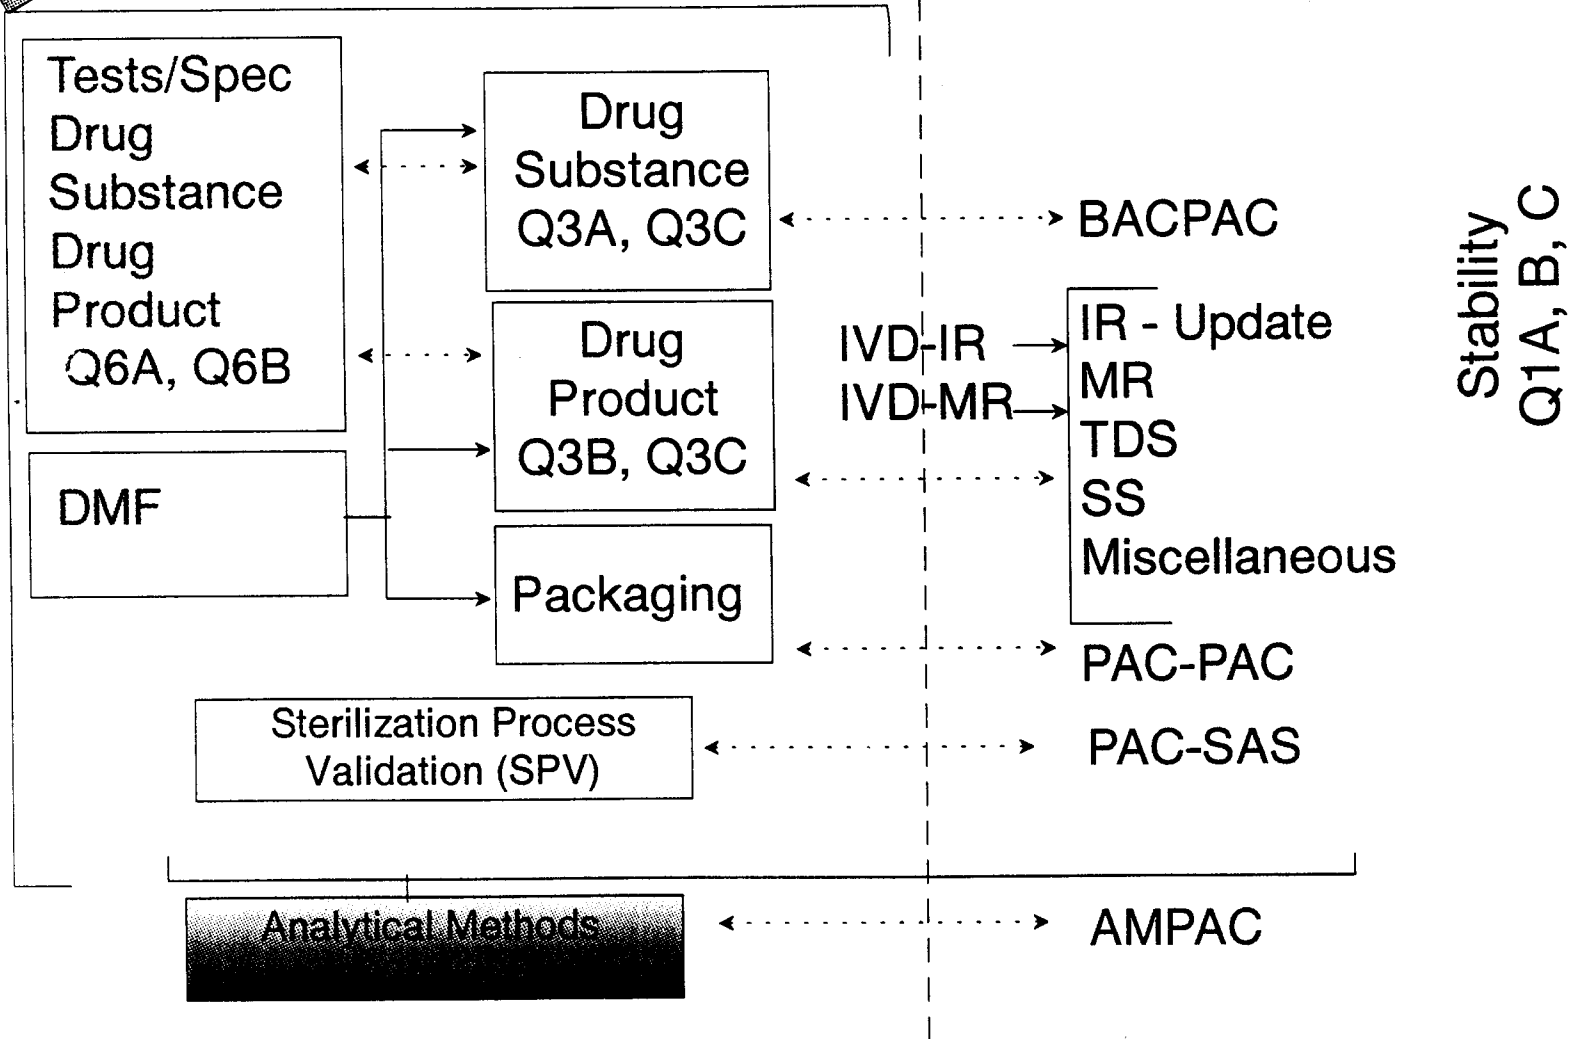 Tests/Spec
Drug
Substance
Drug
Product
Q6A, Q6B
DMF
Drug
Substance
Q3A, Q3C
Drug
Product
Q3B, Q3C
Packaging
Sterilization Process
Validation (SPV)
Analytical Methods
IVD-IR
IVD-MR
BACPAC
IR - Update
MR
TDS
SS
Miscellaneous
PAC-PAC
PAC-SAS
AMPAC
Stability
Q1A, B, C